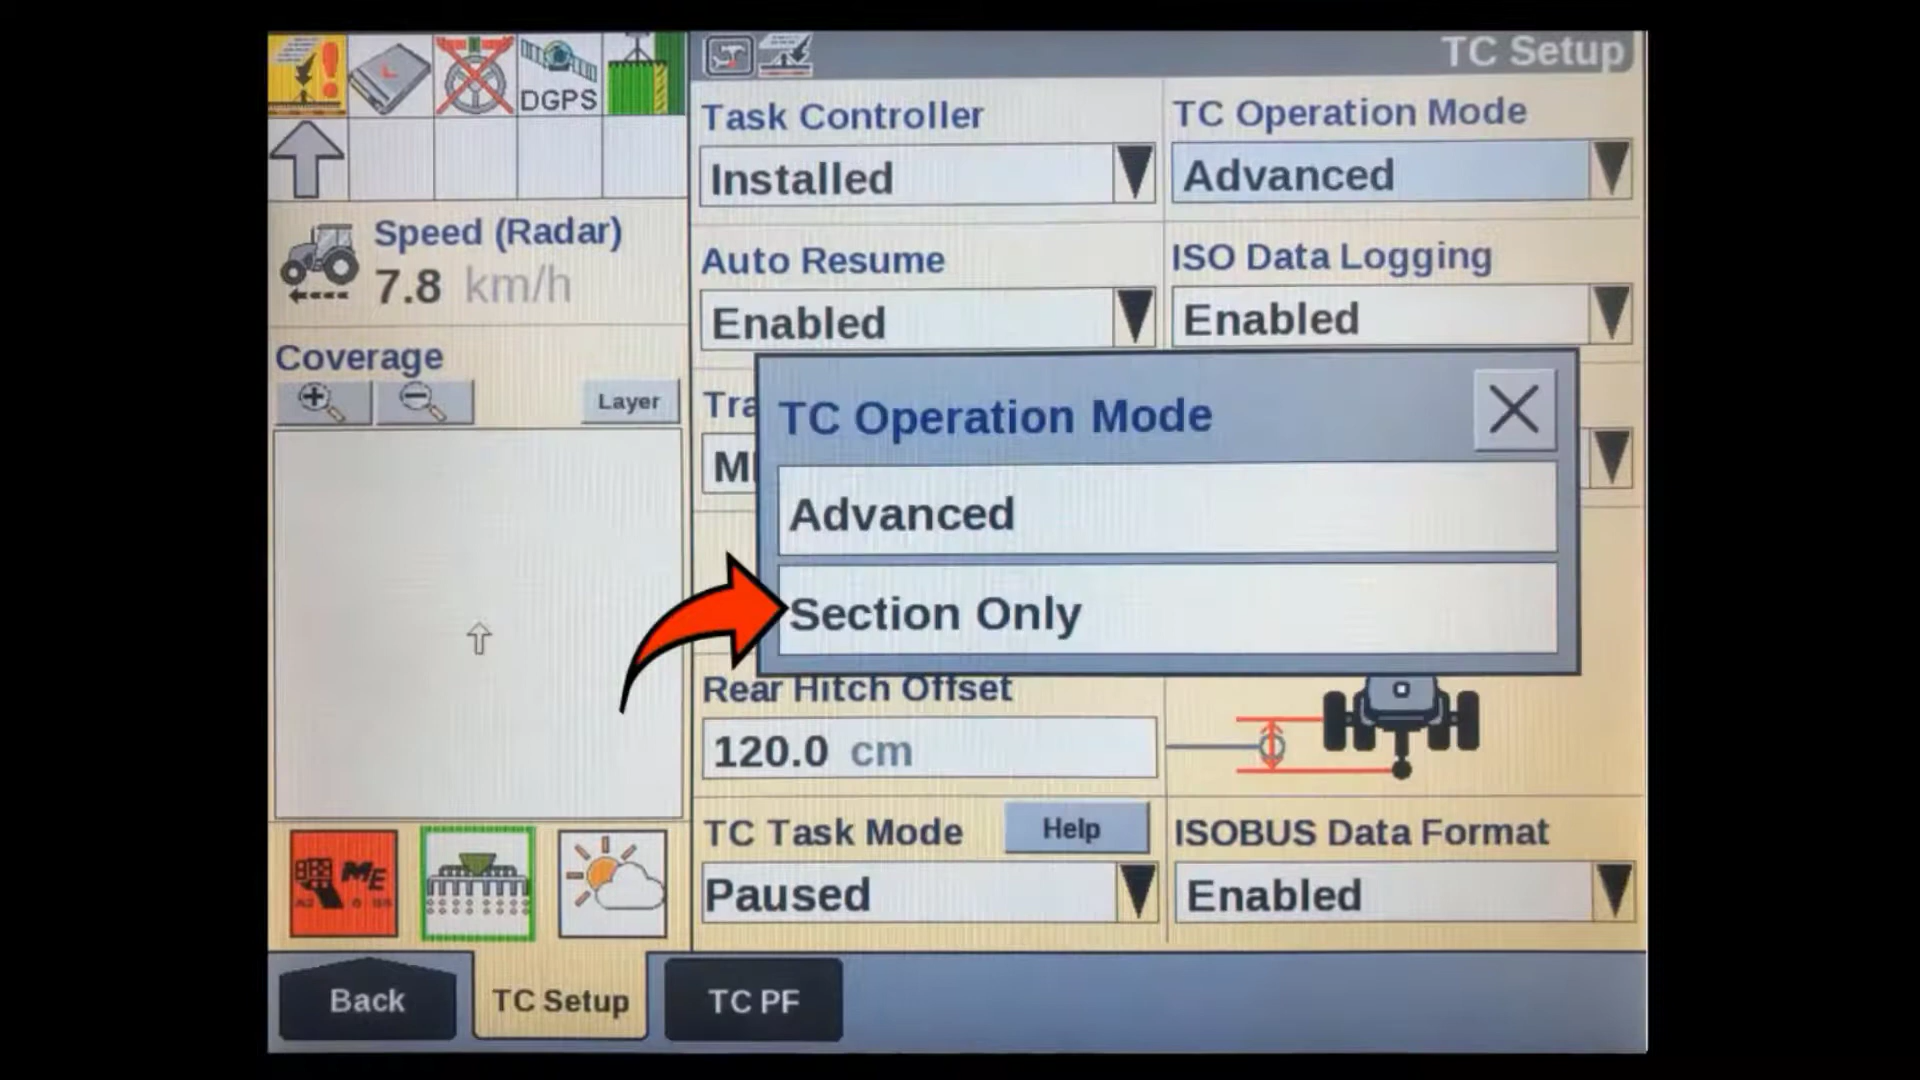 TC Setup
DGPS
Task Controller
Installed
TC Operation Mode
Advanced
Speed (Radar)
7.8 km/h
Auto Resume
Enabled
ISO Data Logging
Enabled
Coverage
Layer
Tra
TC Operation Mode
Advanced
Section Only
Rear Hitch Offset
120.0 cm
TC Task Mode
Help
Paused
ISOBUS Data Format
Enabled
ME
Back
TC Setup
TC PF